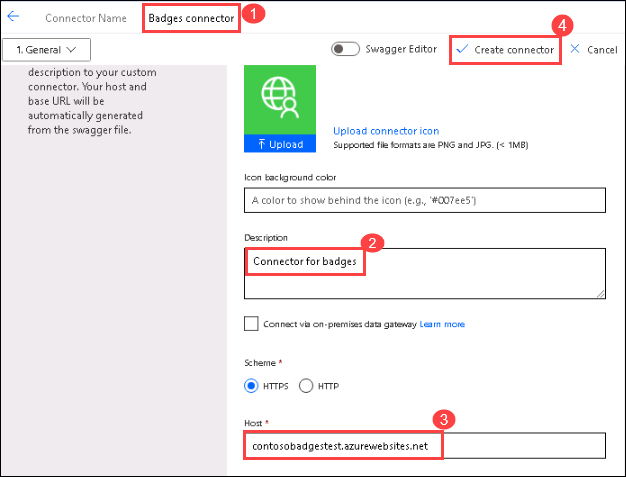 Connector Name Badges connector 1
4
1. General Swagger Editor Create connector Cancel
description to your custom
connector. Your host and
base URL will be
automatically generated
from the swagger file.
Upload
Upload connector icon
Supported file formats are PNG and JPG. (< 1MB)
Icon background color
A color to show behind the icon (e.g., '#007ee5')
Description
2
Connector for badges
Connect via on-premises data gateway Learn more
Scheme *
HTTPS HTTP
Host *
3
contosobadgestest.azurewebsites.net